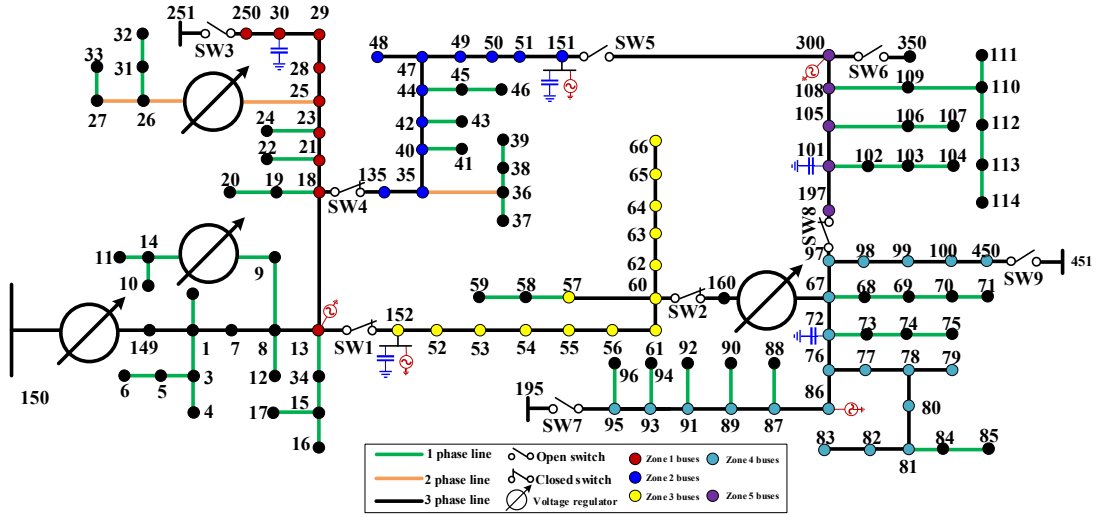 251 250 30 29
SW3
32
33
31
27 26
28
25
24 23
22 21
20 19 18
SW4
135 35
48 47 49 50 51 151
SW5
44 45 46
42 43
40 41
39
38
36
37
300 350
SW6
108 109 110 111
105 106 107 112
101 102 103 104 113
114
197
SW8
66
65
64
63
62
11 14 9
10
150
149 1 7 8 13
SW1
152 52 53 54 55 56 61
59 58 57 60
SW2
160 67
97 98 99 100 450
SW9
451
68 69 70 71
72 73 74 75
76 77 78 79
86
80
83 82 81 84 85
6 5 3 12 34
4 17 15
16
195
SW7
96 94 92 90 88
95 93 91 89 87
1 phase line
2 phase line
3 phase line
Open switch
Closed switch
Voltage regulator
Zone 1 buses
Zone 2 buses
Zone 3 buses
Zone 4 buses
Zone 5 buses